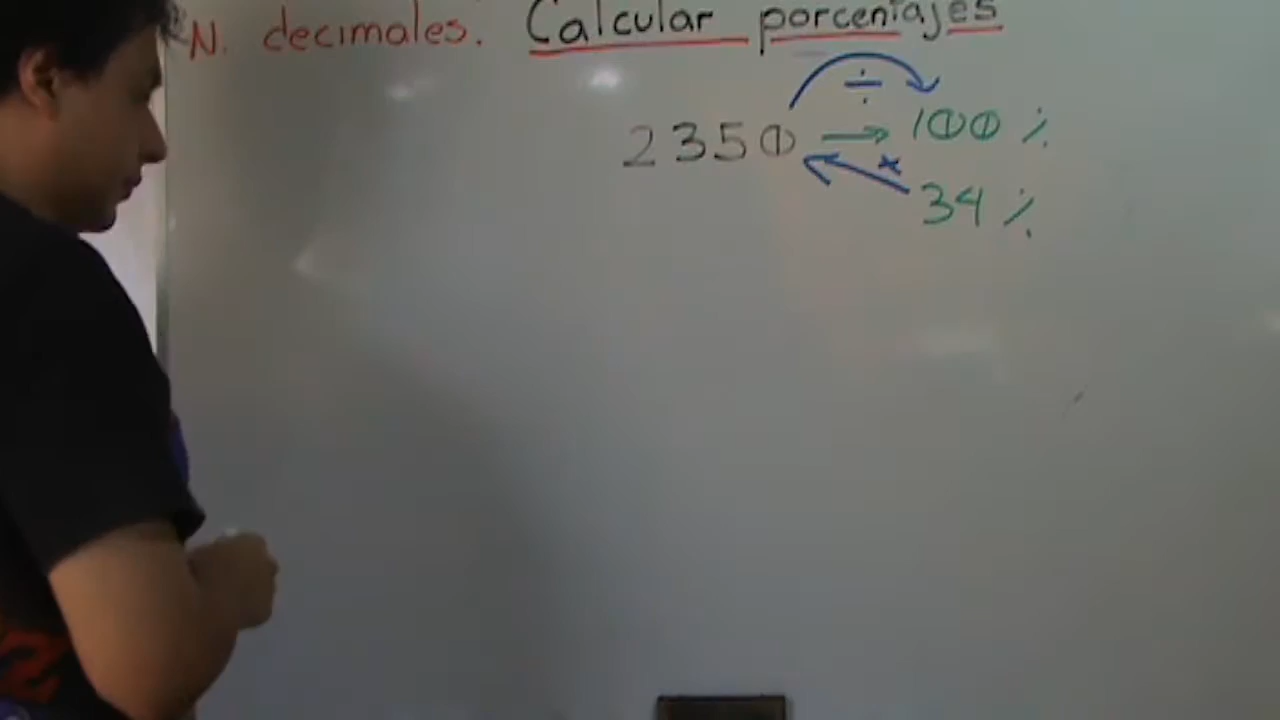 N. decimales. Calcular porcentajes
÷
2350 → 100 %
×
34 %